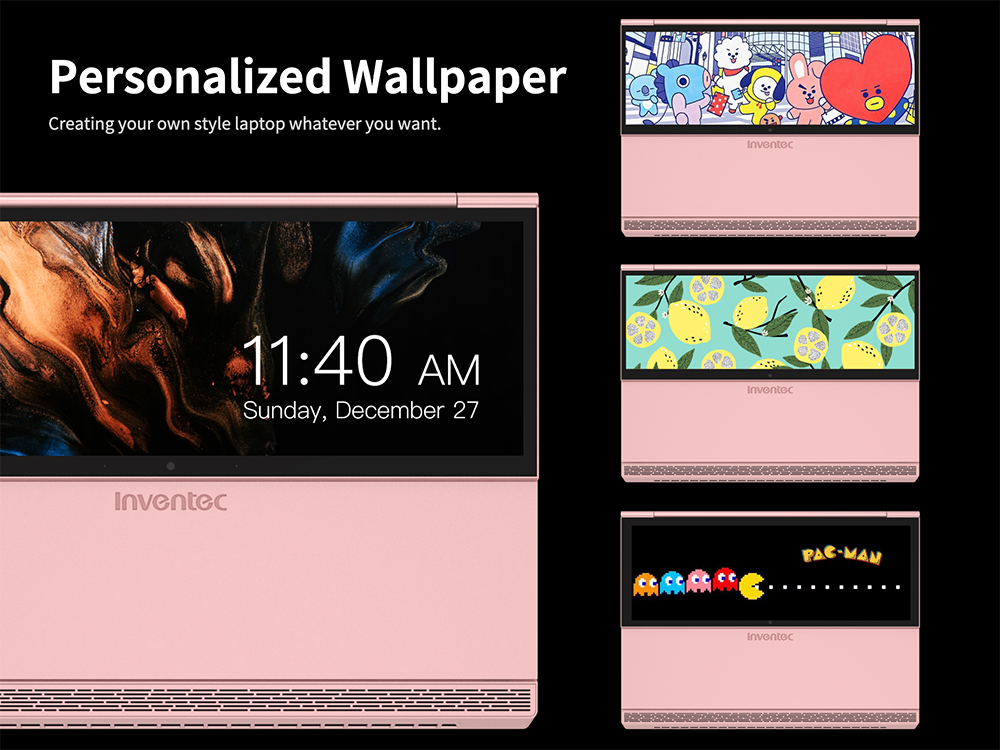 Personalized Wallpaper
Creating your own style laptop whatever you want.
11:40 AM
Sunday, December 27
Inventec
Inventec
Inventec
PAC-MAN
Inventec